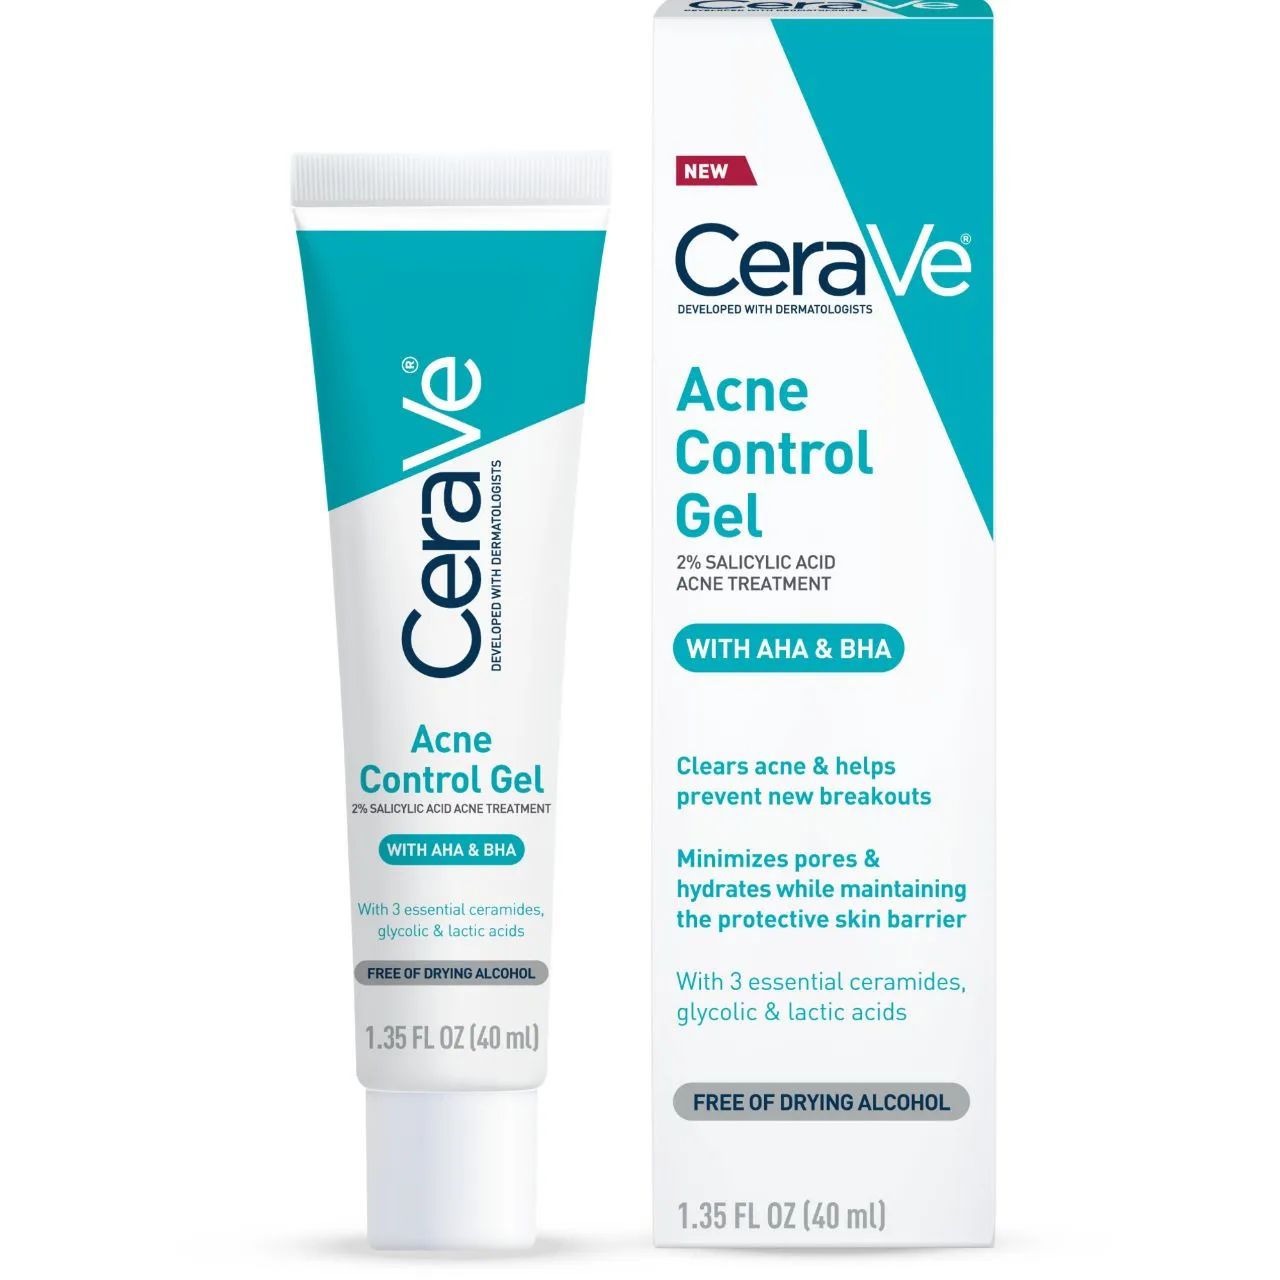 CeraVe®
DEVELOPED WITH DERMATOLOGISTS
Acne
Control Gel
2% SALICYLIC ACID ACNE TREATMENT
WITH AHA & BHA
With 3 essential ceramides,
glycolic & lactic acids
FREE OF DRYING ALCOHOL
1.35 FL OZ (40 ml)
CeraVe
DEVELOPED WITH DERMATOLOGISTS
NEW
CeraVe®
DEVELOPED WITH DERMATOLOGISTS
Acne
Control
Gel
2% SALICYLIC ACID
ACNE TREATMENT
WITH AHA & BHA
Clears acne & helps
prevent new breakouts
Minimizes pores &
hydrates while maintaining
the protective skin barrier
With 3 essential ceramides,
glycolic & lactic acids
FREE OF DRYING ALCOHOL
1.35 FL OZ (40 ml)